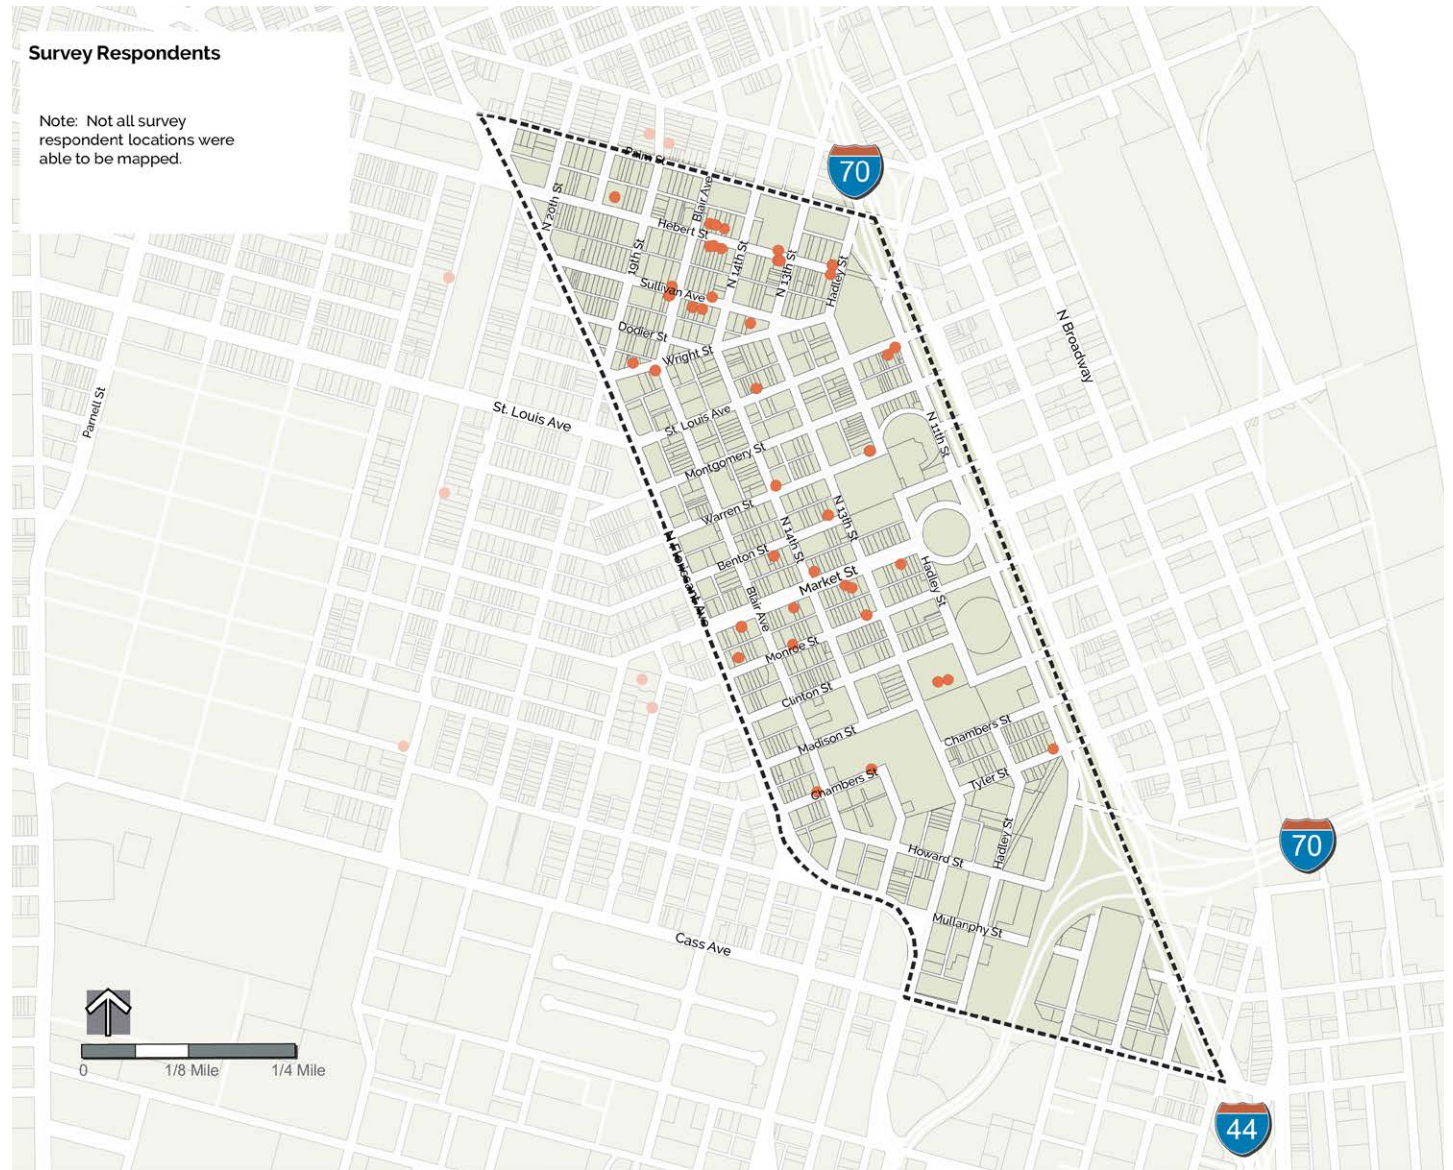 Survey Respondents
Note: Not all survey
respondent locations were
able to be mapped.
70
Palm St
N 20th St
Blair Ave
Hebert St
19th St
N 14th St
N 13th St
Hadley St
Sullivan Ave
Dodier St
Wright St
N Broadway
Parnell St
St. Louis Ave
St. Louis Ave
N 11th St
Montgomery St
Warren St
N 13th St
N 14th St
Benton St
N Florissant Ave
Market St
Hadley St
Blair Ave
Monroe St
Clinton St
Madison St
Chambers St
Chambers St
Tyler St
Hadley St
Howard St
70
Mullanphy St
Cass Ave
0 1/8 Mile 1/4 Mile
44